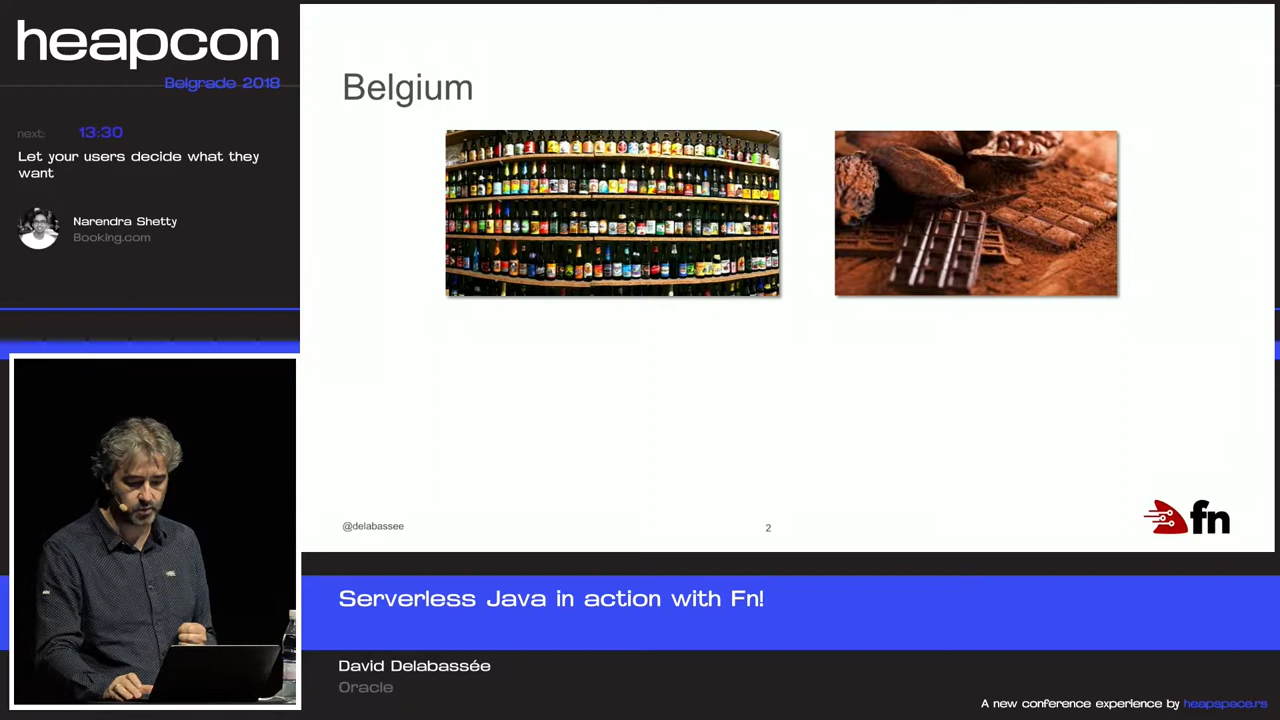 heapcon
Belgrade 2018
next: 13:30
Let your users decide what they
want
Narendra Shetty
Booking.com
Belgium
@delabassee
2
fn
Serverless Java in action with Fn!
David Delabassée
Oracle
A new conference experience by heapspace.rs